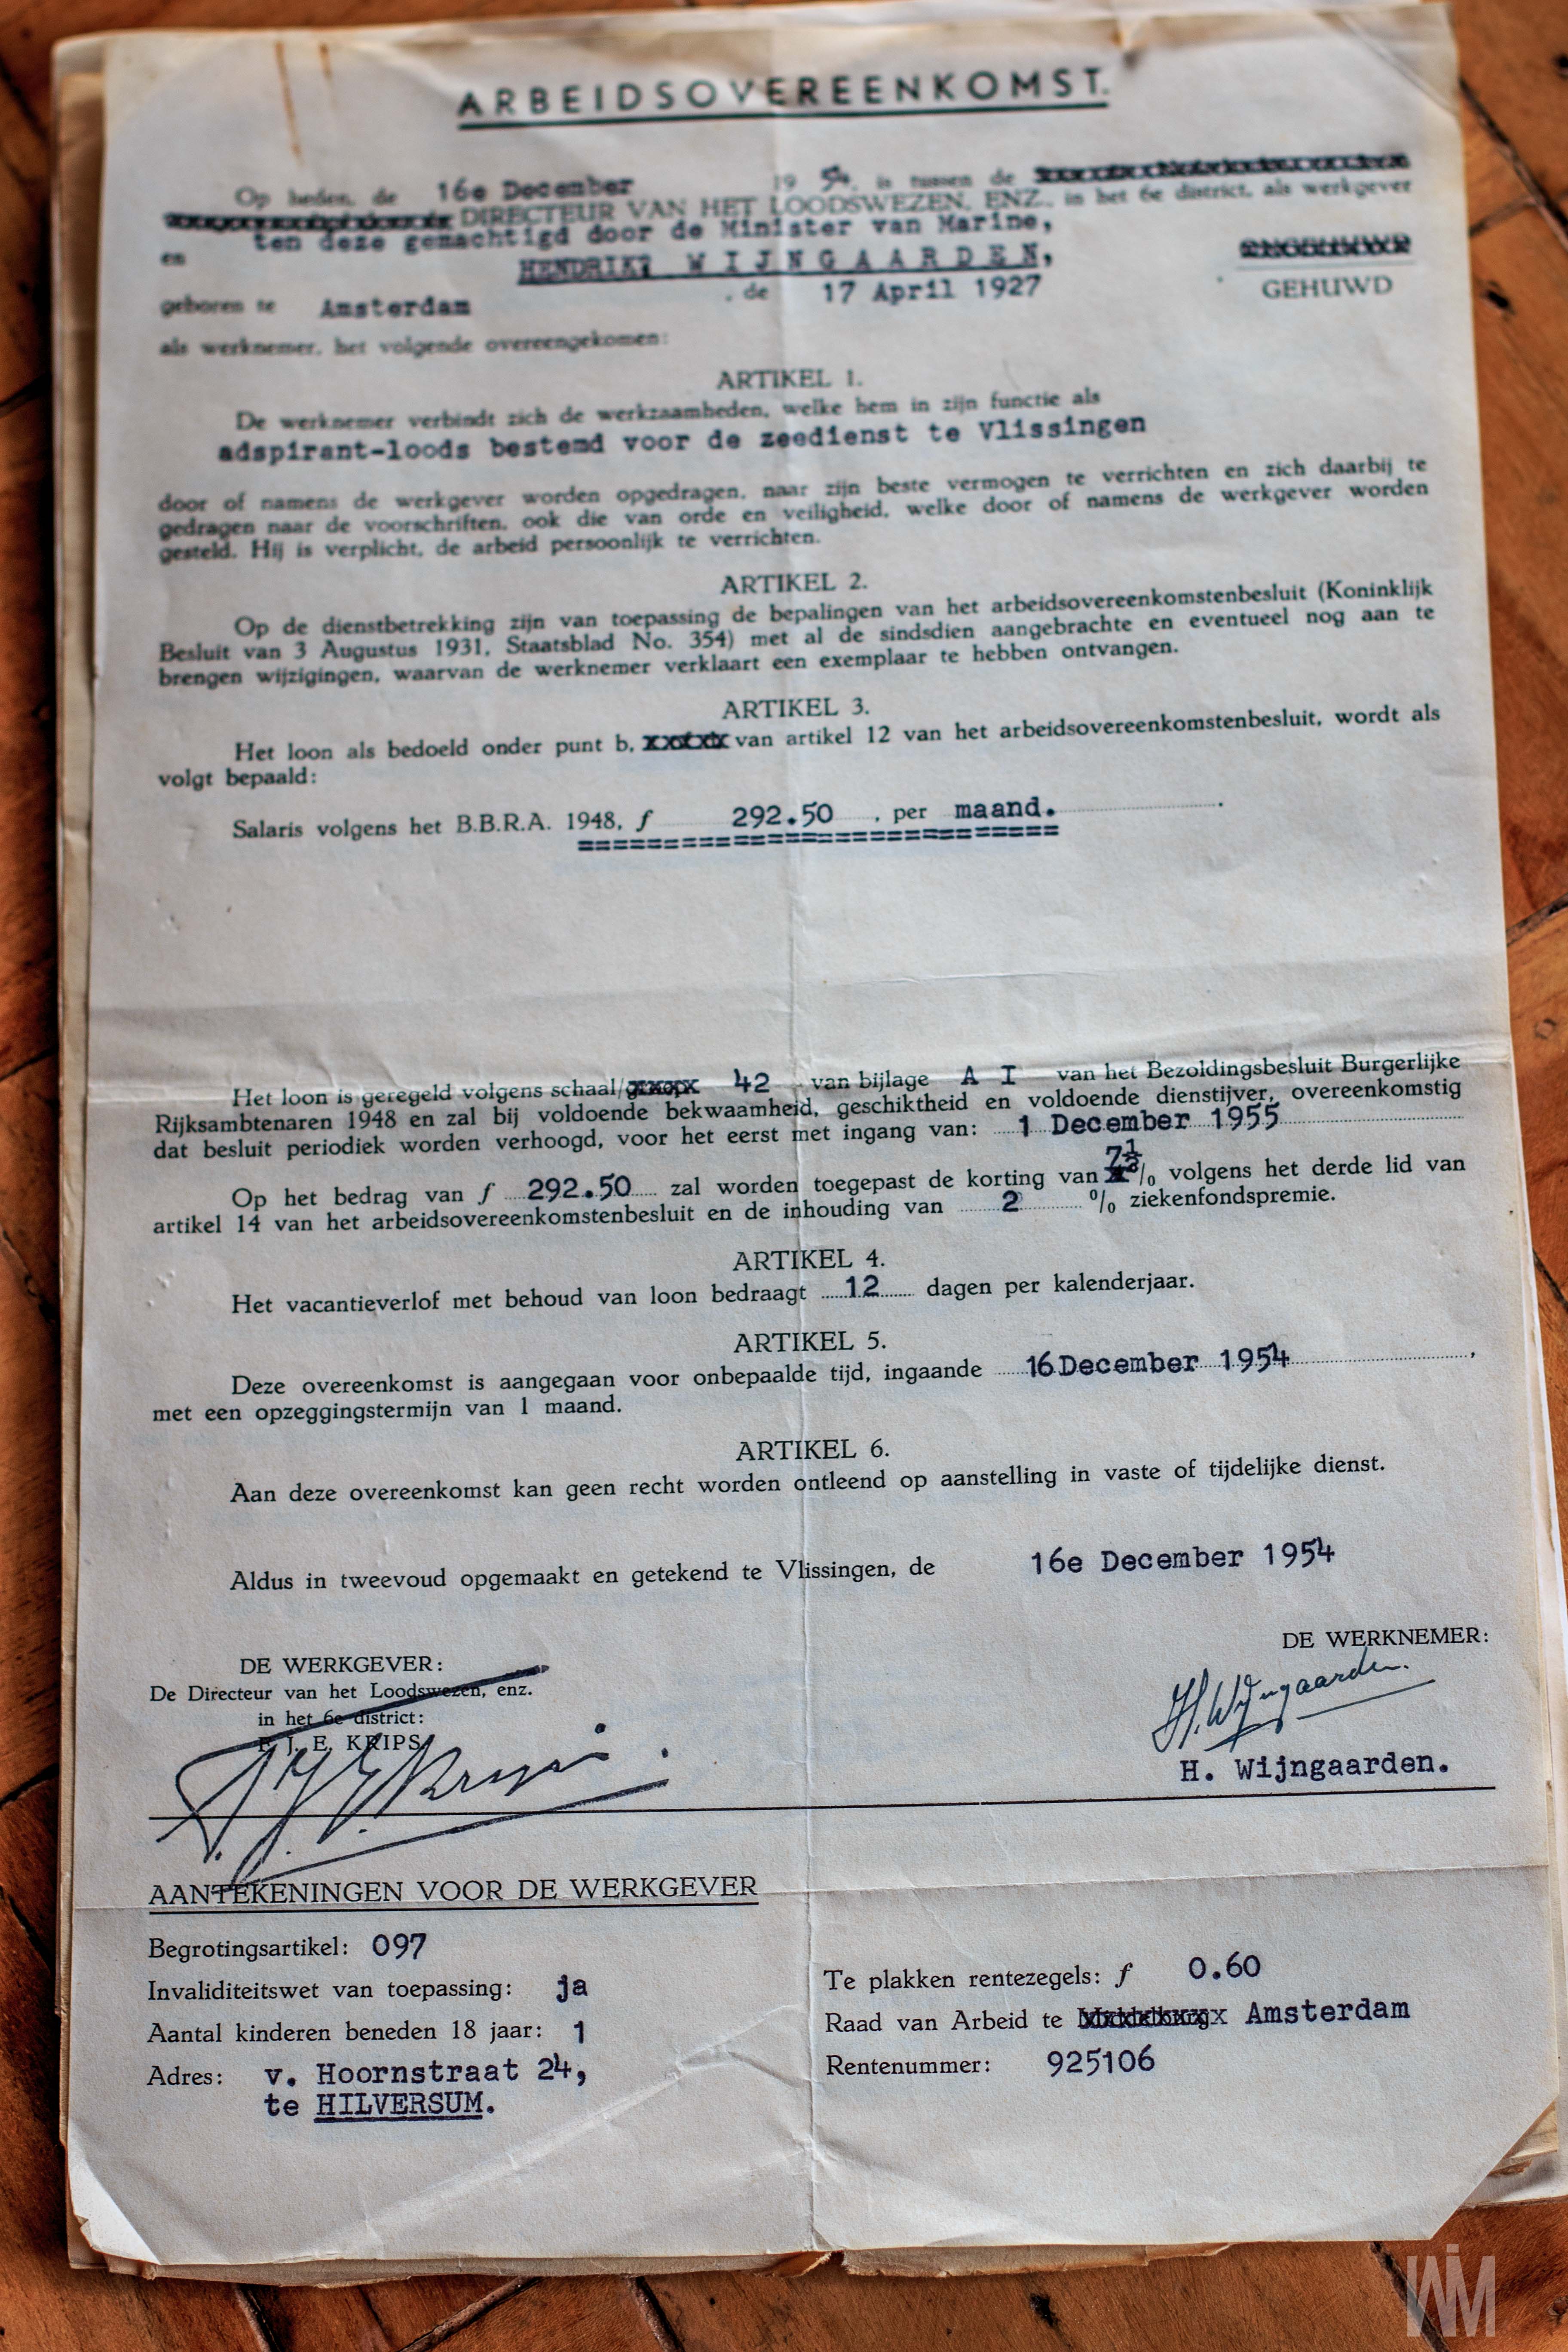 ARBEIDSOVEREENKOMST.
Op heden, de 16e December 19 54, is tussen de
DIRECTEUR VAN HET LOODSWEZEN, ENZ., in het 6e district, als werkgever
ten deze gemachtigd door de Minister van Marine,
en
HENDRIK? WIJNGAARDEN,
geboren te Amsterdam , de 17 April 1927 GEHUWD
als werknemer, het volgende overeengekomen:
ARTIKEL 1.
De werknemer verbindt zich de werkzaamheden, welke hem in zijn functie als
adspirant-loods bestemd voor de zeedienst te Vlissingen
door of namens de werkgever worden opgedragen, naar zijn beste vermogen te verrichten en zich daarbij te
gedragen naar de voorschriften, ook die van orde en veiligheid, welke door of namens de werkgever worden
gesteld. Hij is verplicht, de arbeid persoonlijk te verrichten.
ARTIKEL 2.
Op de dienstbetrekking zijn van toepassing de bepalingen van het arbeidsovereenkomstenbesluit (Koninklijk
Besluit van 3 Augustus 1931, Staatsblad No. 354) met al de sindsdien aangebrachte en eventueel nog aan te
brengen wijzigingen, waarvan de werknemer verklaart een exemplaar te hebben ontvangen.
ARTIKEL 3.
Het loon als bedoeld onder punt b, van artikel 12 van het arbeidsovereenkomstenbesluit, wordt als
volgt bepaald:
Salaris volgens het B.B.R.A. 1948, f 292.50 , per maand.
============================
Het loon is geregeld volgens schaal/ 42 van bijlage A I van het Bezoldingsbesluit Burgerlijke
Rijksambtenaren 1948 en zal bij voldoende bekwaamheid, geschiktheid en voldoende dienstijver, overeenkomstig
dat besluit periodiek worden verhoogd, voor het eerst met ingang van: 1 December 1955
Op het bedrag van f 292.50 zal worden toegepast de korting van 7½% volgens het derde lid van
artikel 14 van het arbeidsovereenkomstenbesluit en de inhouding van 2 % ziekenfondspremie.
ARTIKEL 4.
Het vacantieverlof met behoud van loon bedraagt 12 dagen per kalenderjaar.
ARTIKEL 5.
Deze overeenkomst is aangegaan voor onbepaalde tijd, ingaande 16 December 1954 ,
met een opzeggingstermijn van 1 maand.
ARTIKEL 6.
Aan deze overeenkomst kan geen recht worden ontleend op aanstelling in vaste of tijdelijke dienst.
Aldus in tweevoud opgemaakt en getekend te Vlissingen, de 16e December 1954
DE WERKGEVER:
De Directeur van het Loodswezen, enz.
in het 6e district:
J. E. KRIPS
DE WERKNEMER:
H. Wijngaarden.
H. Wijngaarden.
AANTEKENINGEN VOOR DE WERKGEVER
Begrotingsartikel: 097
Invaliditeitswet van toepassing: ja
Aantal kinderen beneden 18 jaar: 1
Adres: v. Hoornstraat 24,
te HILVERSUM.
Te plakken rentezegels: f 0.60
Raad van Arbeid te Amsterdam
Rentenummer: 925106
WIM